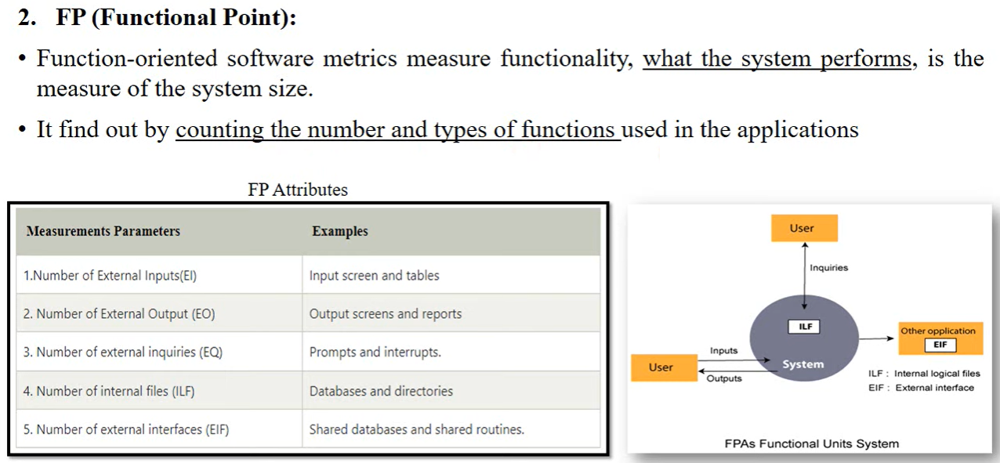 2. FP (Functional Point):
• Function-oriented software metrics measure functionality, what the system performs, is the
measure of the system size.
• It find out by counting the number and types of functions used in the applications
FP Attributes
Measurements Parameters Examples
1.Number of External Inputs(EI) Input screen and tables
2. Number of External Output (EO) Output screens and reports
3. Number of external inquiries (EQ) Prompts and interrupts.
4. Number of internal files (ILF) Databases and directories
5. Number of external interfaces (EIF) Shared databases and shared routines.
User
Inquiries
ILF
System
Other opplication
EIF
User
Inputs
Outputs
ILF : Internal logical files
EIF : External interface
FPAs Functional Units System